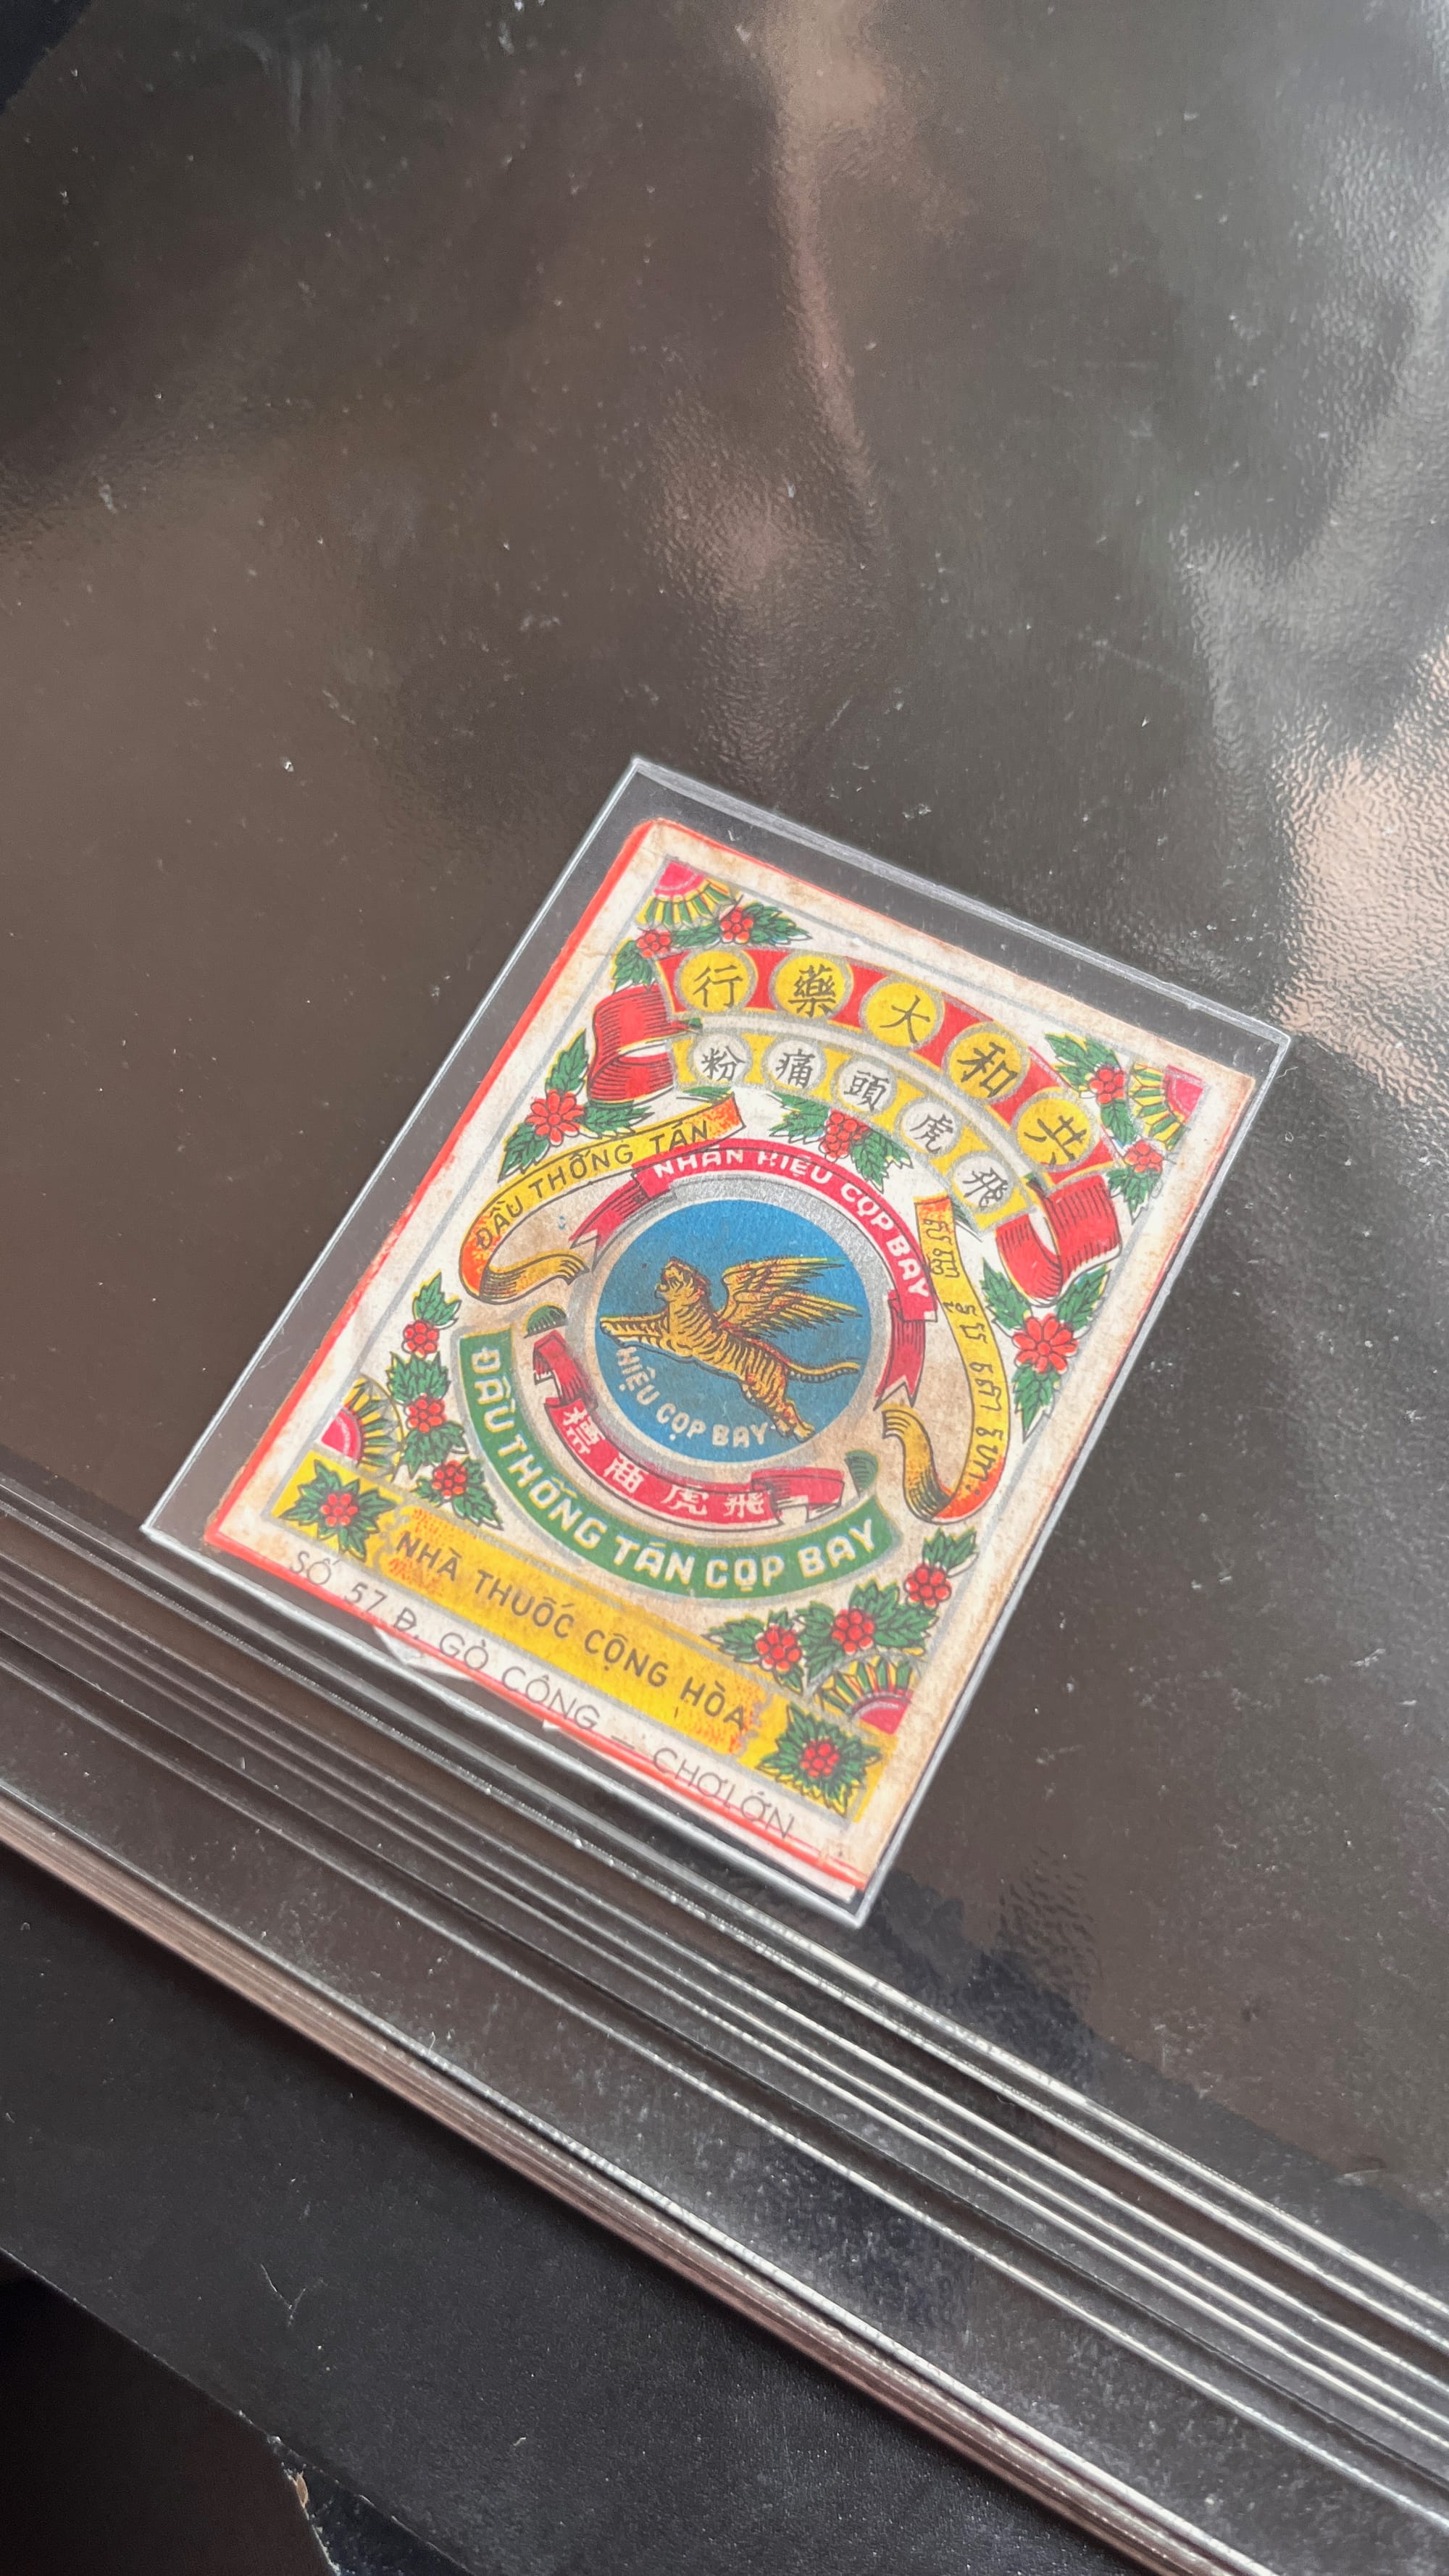 共和大藥行
飛虎頭痛粉
ĐẦU THỐNG TÁN
NHÃN HIỆU CỌP BAY
HIỆU CỌP BAY
飛虎商標
ĐẦU THỐNG TÁN CỌP BAY
NHÀ THUỐC CỘNG HÒA
SỐ 57 B, GÒ CÔNG — CHợLỚN